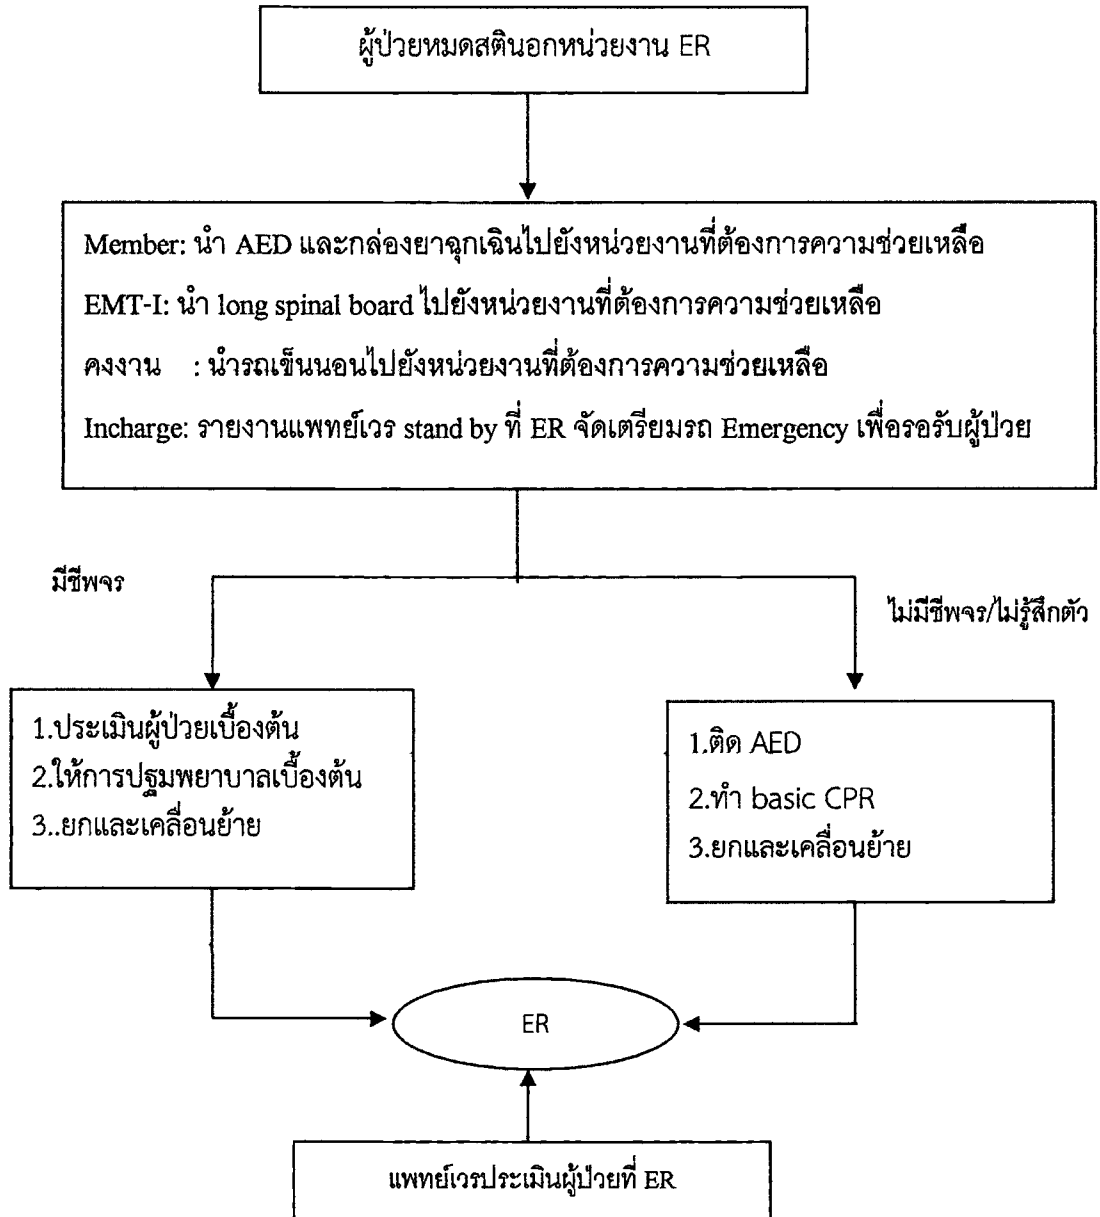 ผู้ป่วยหมดสตินอกหน่วยงาน ER
Member: นำ AED และกล่องยาฉุกเฉินไปยังหน่วยงานที่ต้องการความช่วยเหลือ
EMT-I: นำ long spinal board ไปยังหน่วยงานที่ต้องการความช่วยเหลือ
คงงาน : นำรถเข็นนอนไปยังหน่วยงานที่ต้องการความช่วยเหลือ
Incharge: รายงานแพทย์เวร stand by ที่ ER จัดเตรียมรถ Emergency เพื่อรอรับผู้ป่วย
มีชีพจร
ไม่มีชีพจร/ไม่รู้สึกตัว
1.ประเมินผู้ป่วยเบื้องต้น
2.ให้การปฐมพยาบาลเบื้องต้น
3..ยกและเคลื่อนย้าย
1.ติด AED
2.ทำ basic CPR
3.ยกและเคลื่อนย้าย
ER
แพทย์เวรประเมินผู้ป่วยที่ ER